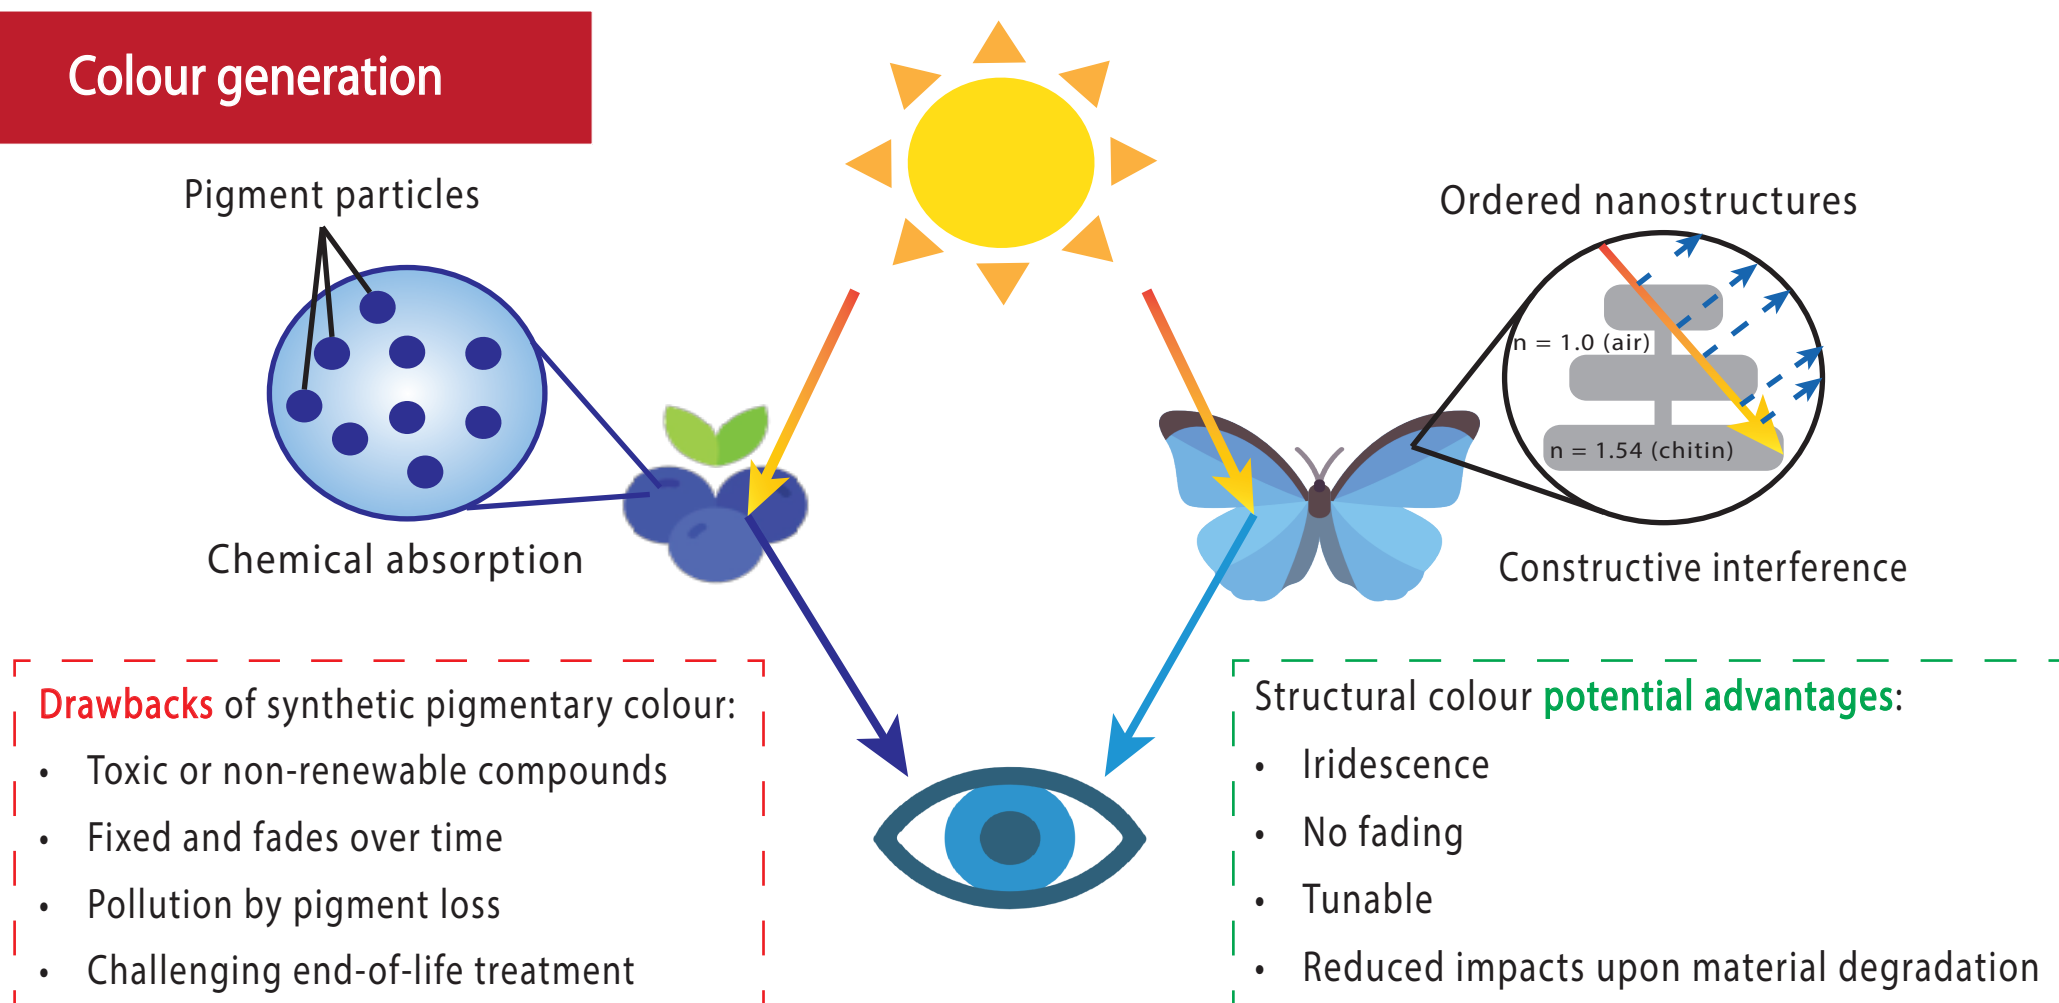 Colour generation
Pigment particles
Chemical absorption
Ordered nanostructures
n = 1.0 (air)
n = 1.54 (chitin)
Constructive interference
Drawbacks of synthetic pigmentary colour:
• Toxic or non-renewable compounds
• Fixed and fades over time
• Pollution by pigment loss
• Challenging end-of-life treatment
Structural colour potential advantages:
• Iridescence
• No fading
• Tunable
• Reduced impacts upon material degradation